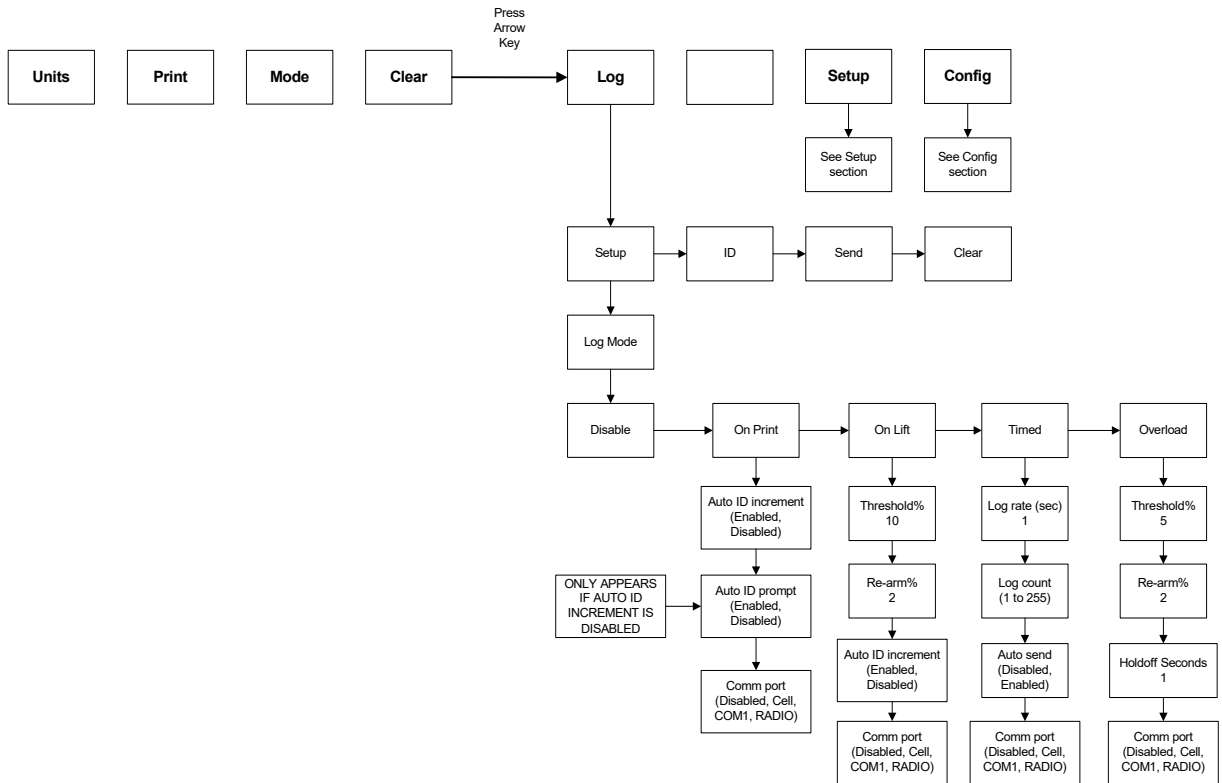 Press
Arrow
Key
Units
Print
Mode
Clear
Log
Setup
Config
See Setup
section
See Config
section
Setup
ID
Send
Clear
Log Mode
Disable
On Print
On Lift
Timed
Overload
Auto ID increment
(Enabled,
Disabled)
Threshold%
10
Log rate (sec)
1
Threshold%
5
ONLY APPEARS
IF AUTO ID
INCREMENT IS
DISABLED
Auto ID prompt
(Enabled,
Disabled)
Re-arm%
2
Log count
(1 to 255)
Re-arm%
2
Comm port
(Disabled, Cell,
COM1, RADIO)
Auto ID increment
(Enabled,
Disabled)
Auto send
(Disabled,
Enabled)
Holdoff Seconds
1
Comm port
(Disabled, Cell,
COM1, RADIO)
Comm port
(Disabled, Cell,
COM1, RADIO)
Comm port
(Disabled, Cell,
COM1, RADIO)